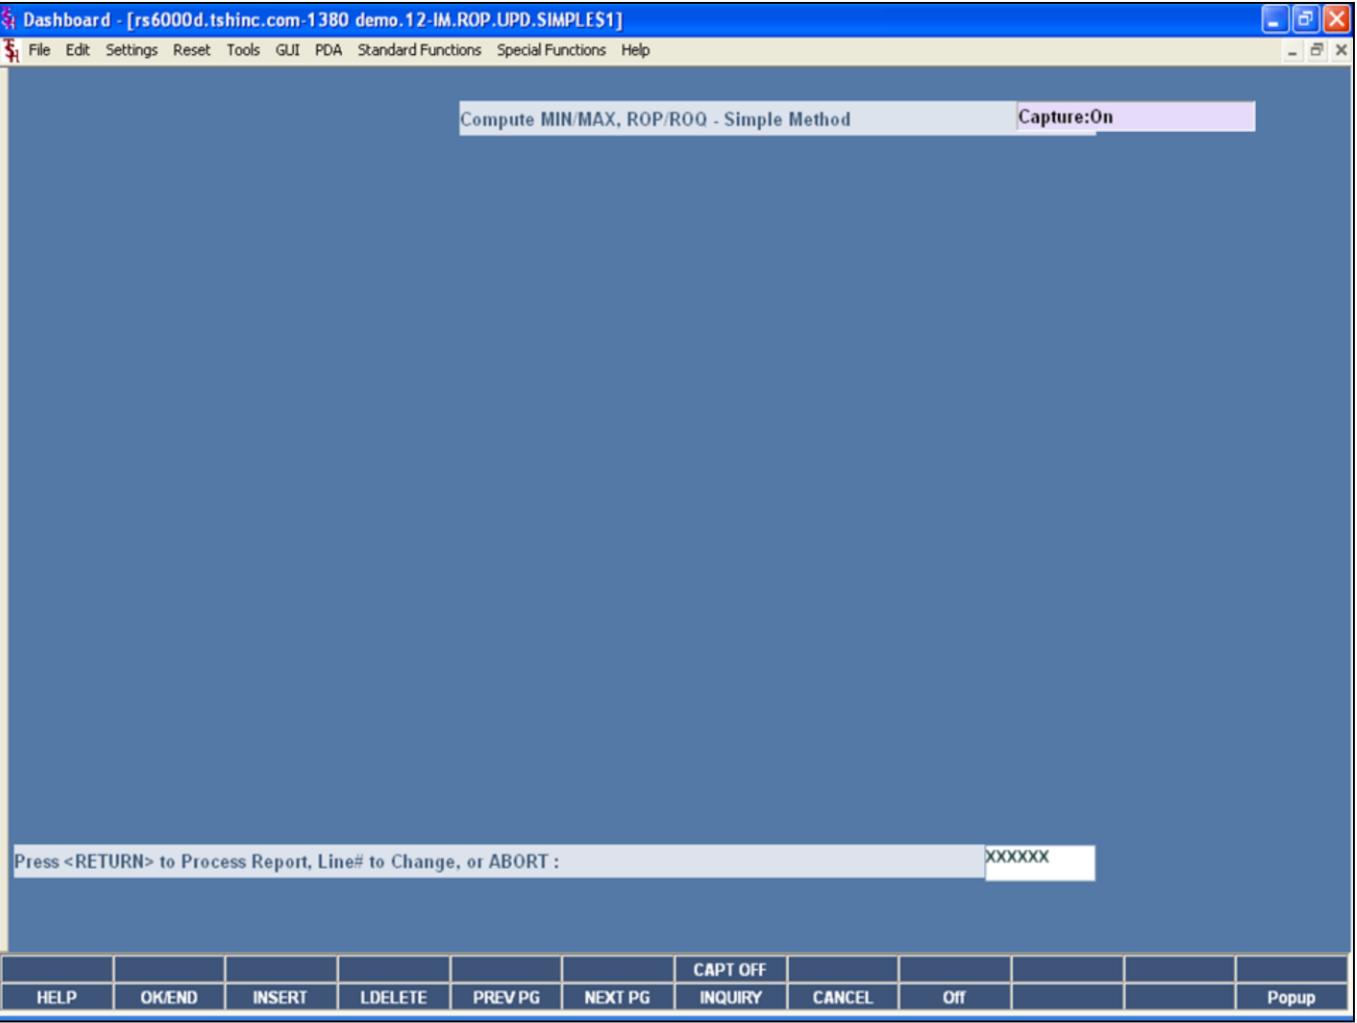 Dashboard - [rs6000d.tshinc.com-1380 demo.12-IM.ROP.UPD.SIMPLE$1]
File Edit Settings Reset Tools GUI PDA Standard Functions Special Functions Help
Compute MIN/MAX, ROP/ROQ - Simple Method Capture:On
Press <RETURN> to Process Report, Line# to Change, or ABORT : XXXXXX
CAPT OFF
HELP OK/END INSERT LDELETE PREV PG NEXT PG INQUIRY CANCEL Off Popup